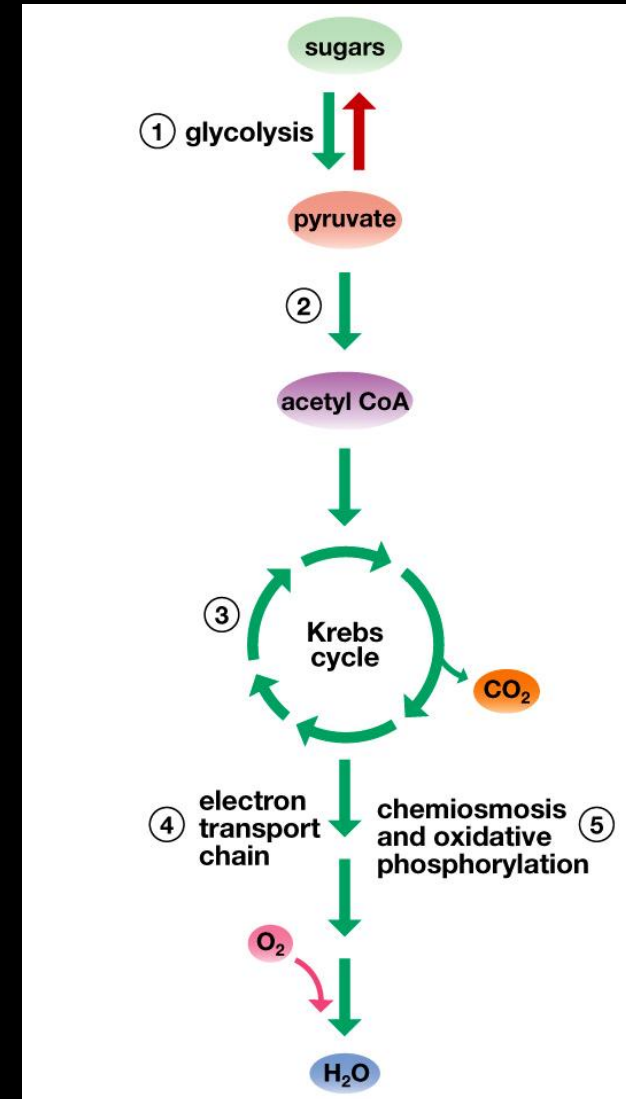 sugars
1 glycolysis
pyruvate
2
acetyl CoA
3
Krebs
cycle
CO₂
4
electron
transport
chain
chemiosmosis
and oxidative
phosphorylation
5
O₂
H₂O